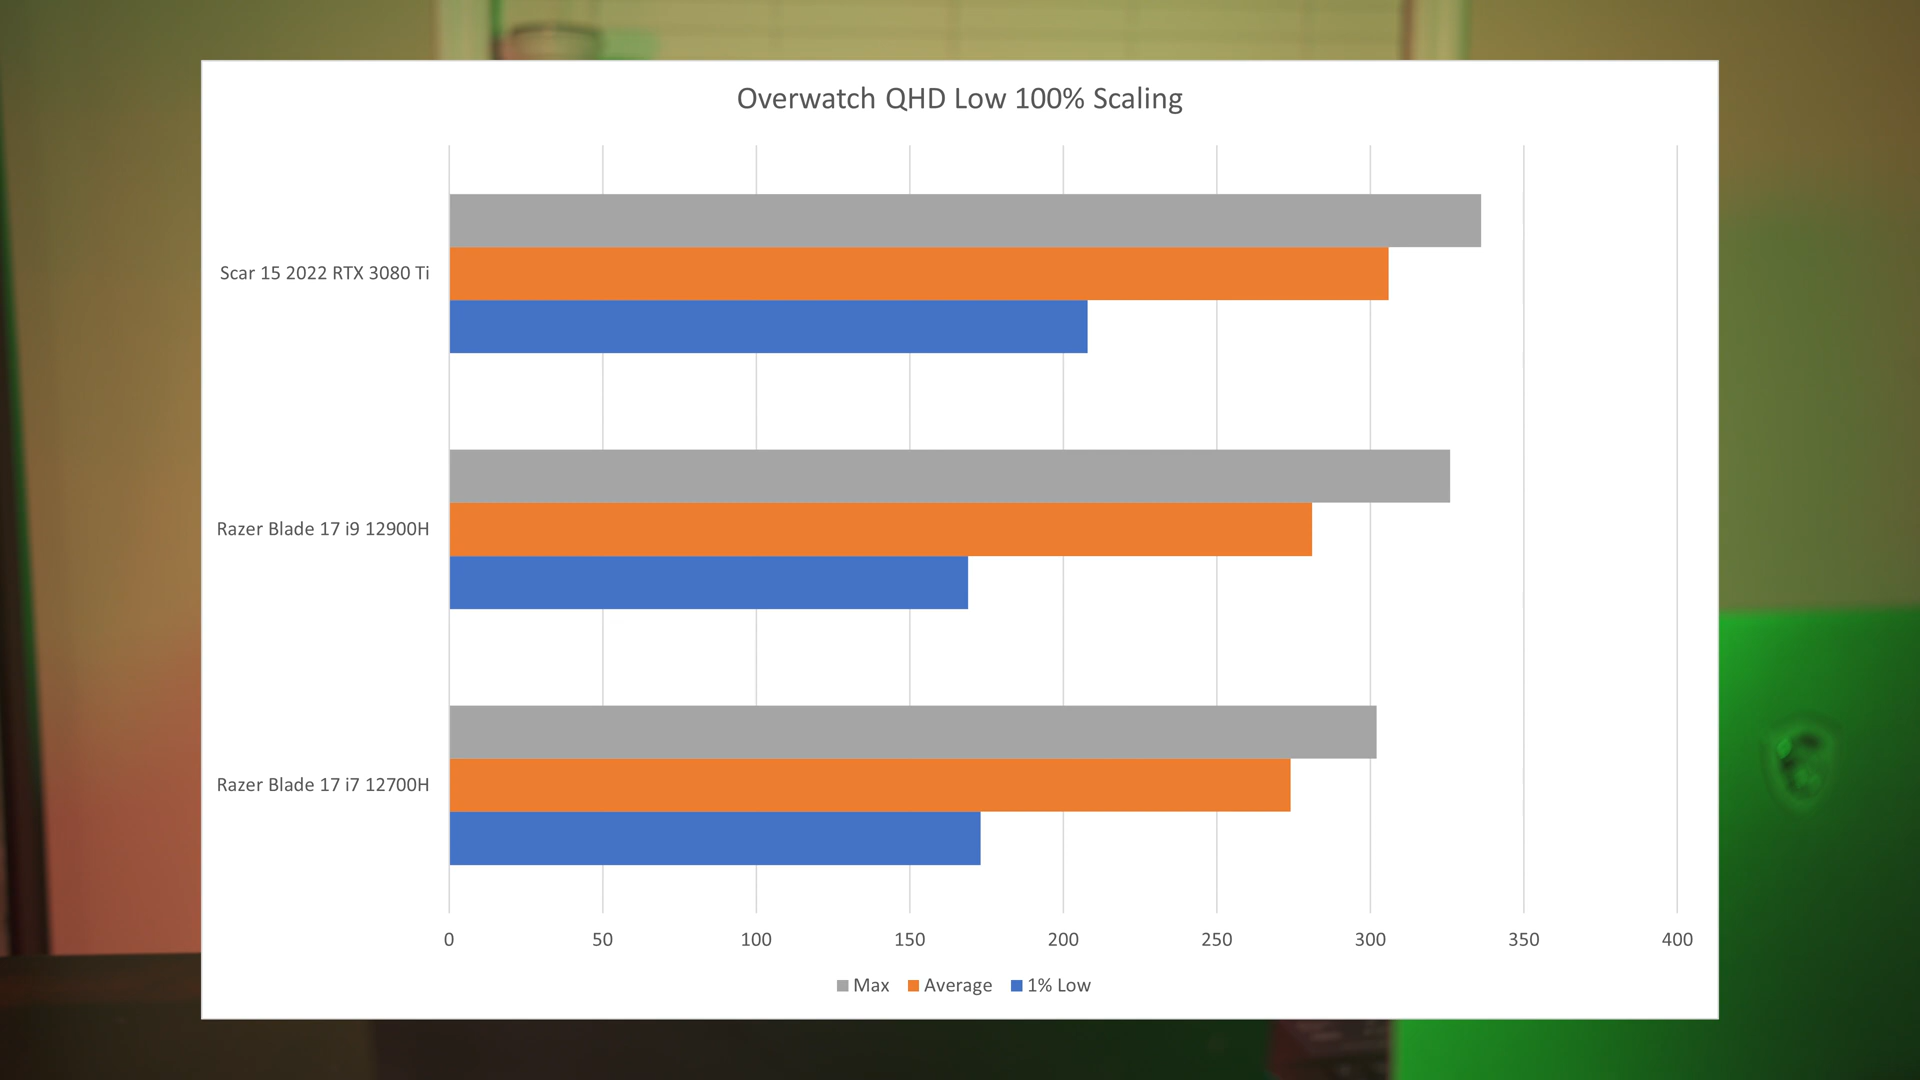 Overwatch QHD Low 100% Scaling
Scar 15 2022 RTX 3080 Ti
Razer Blade 17 i9 12900H
Razer Blade 17 i7 12700H
0 50 100 150 200 250 300 350 400
Max Average 1% Low